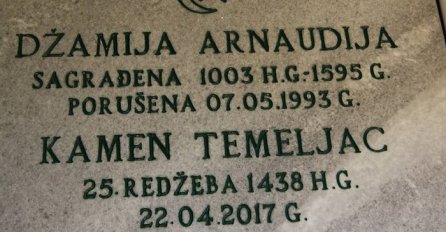 DŽAMIJA ARNAUDIJA
SAGRAĐENA 1003 H.G.-1595 G.
PORUŠENA 07.05.1993 G.
KAMEN TEMELJAC
25.REDŽEBA 1438 H.G.
22.04.2017 G.